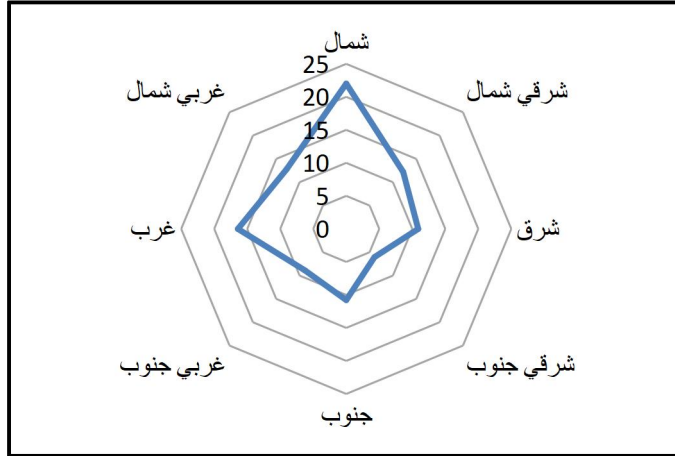 شمال
شرقي شمال
شرق
شرقي جنوب
جنوب
غربي جنوب
غرب
غربي شمال
25
20
15
10
5
0